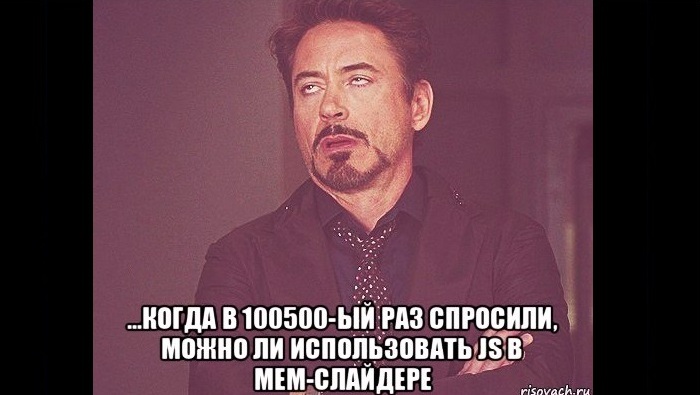 ...КОГДА В 100500-ЫЙ РАЗ СПРОСИЛИ,
МОЖНО ЛИ ИСПОЛЬЗОВАТЬ JS В
МЕМ-СЛАЙДЕРЕ
risovach.ru